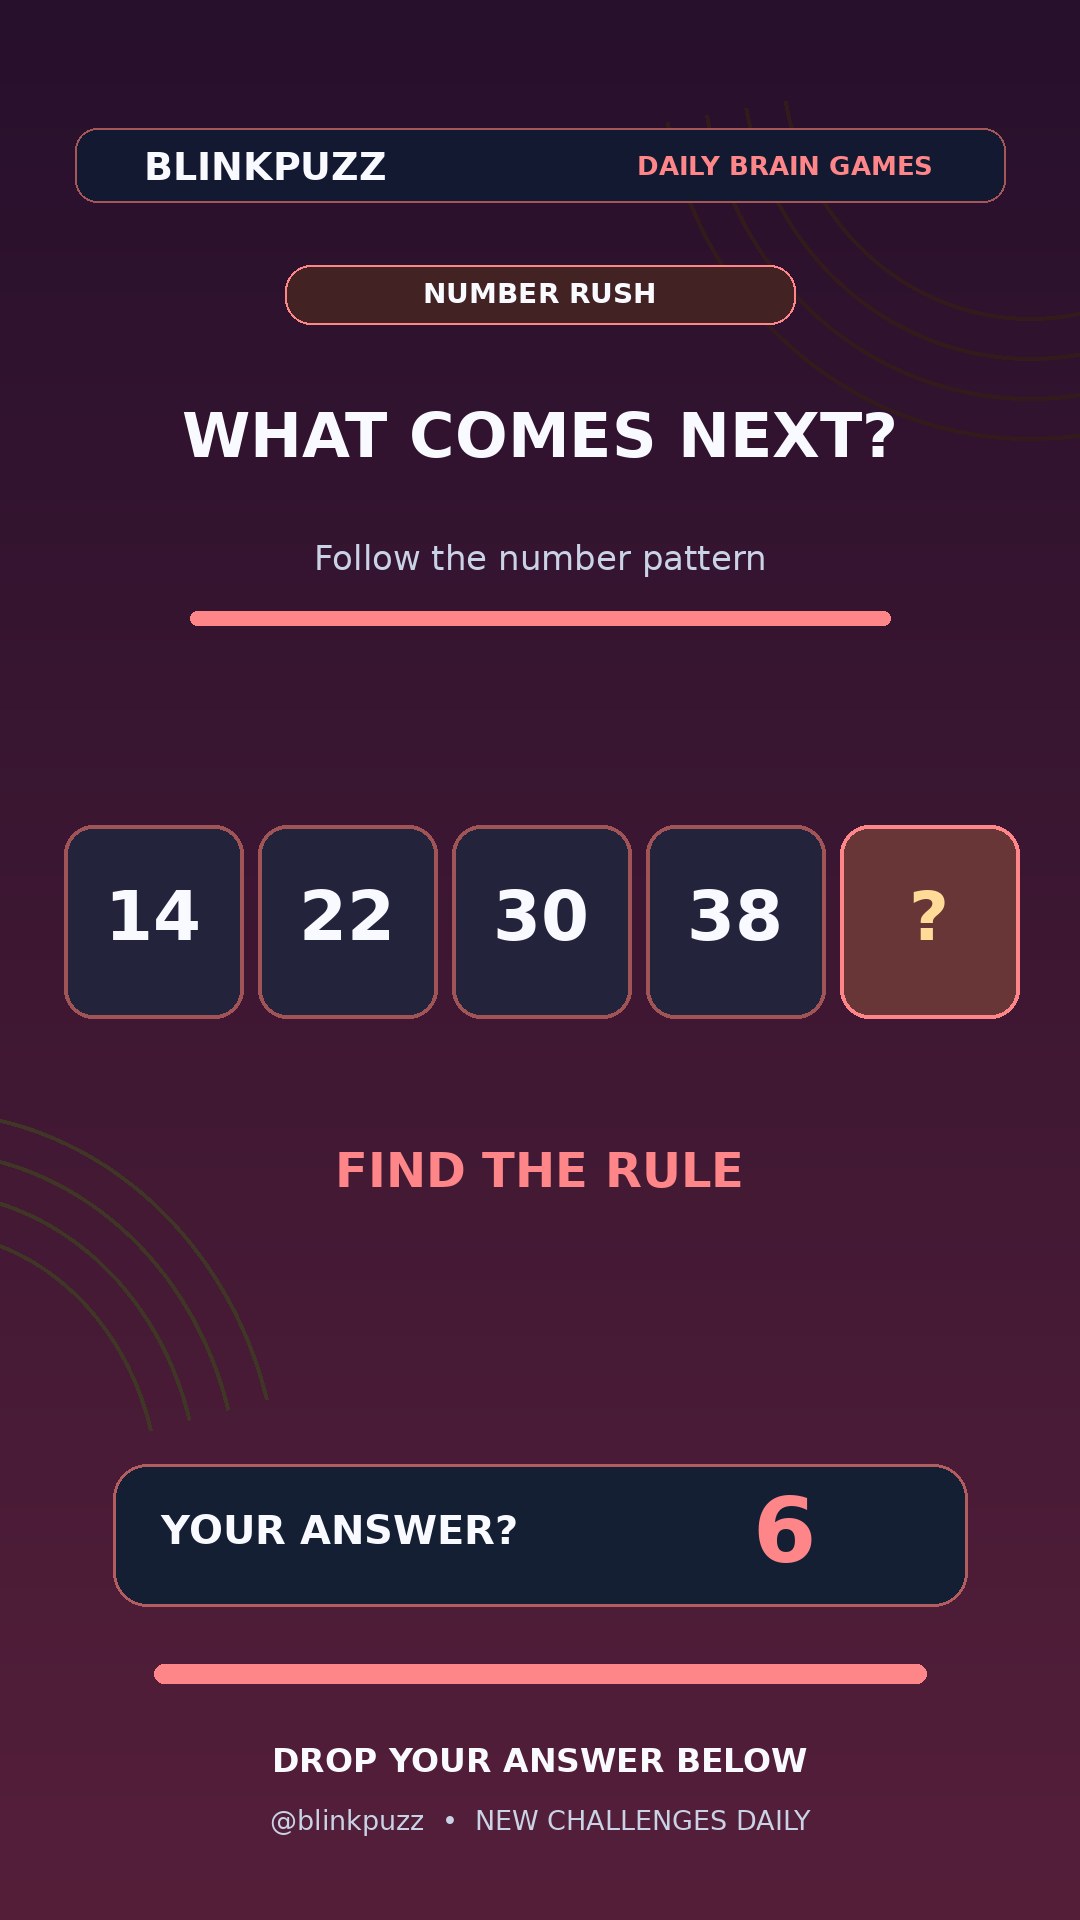 BLINKPUZZ DAILY BRAIN GAMES
NUMBER RUSH
WHAT COMES NEXT?
Follow the number pattern
14 22 30 38 ?
FIND THE RULE
YOUR ANSWER? 6
DROP YOUR ANSWER BELOW
@blinkpuzz • NEW CHALLENGES DAILY